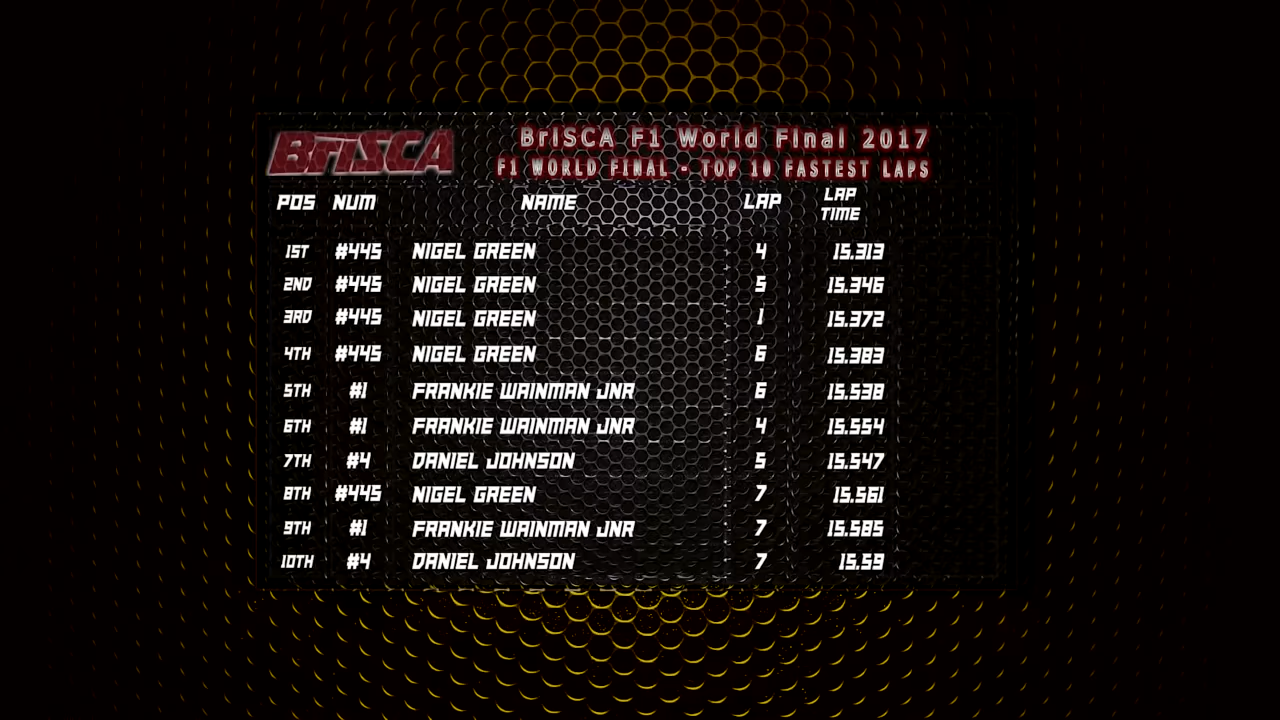 BriSCA
BriSCA F1 World Final 2017
F1 WORLD FINAL - TOP 10 FASTEST LAPS
POS NUM NAME LAP LAP TIME
1ST #445 NIGEL GREEN 4 15.313
2ND #445 NIGEL GREEN 5 15.346
3RD #445 NIGEL GREEN 1 15.372
4TH #445 NIGEL GREEN 6 15.383
5TH #1 FRANKIE WAINMAN JNR 6 15.538
6TH #1 FRANKIE WAINMAN JNR 4 15.554
7TH #4 DANIEL JOHNSON 5 15.547
8TH #445 NIGEL GREEN 7 15.561
9TH #1 FRANKIE WAINMAN JNR 7 15.585
10TH #4 DANIEL JOHNSON 7 15.59